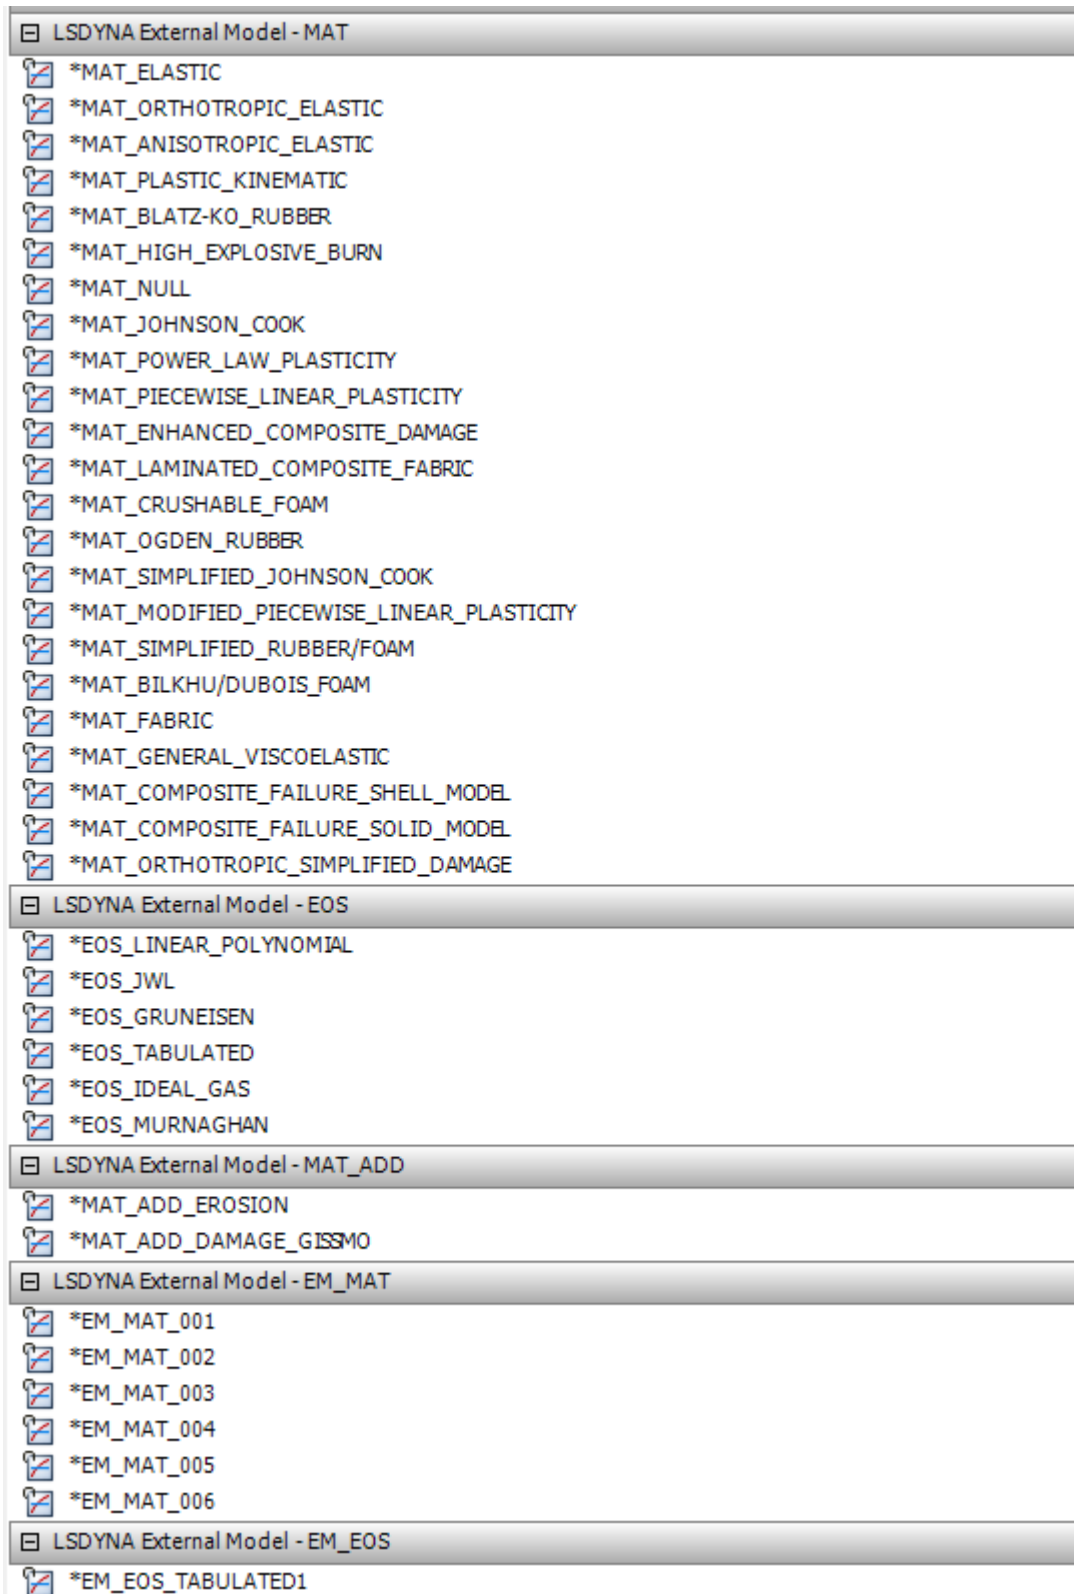 LSDYNA External Model - MAT
*MAT_ELASTIC
*MAT_ORTHOTROPIC_ELASTIC
*MAT_ANISOTROPIC_ELASTIC
*MAT_PLASTIC_KINEMATIC
*MAT_BLATZ-KO_RUBBER
*MAT_HIGH_EXPLOSIVE_BURN
*MAT_NULL
*MAT_JOHNSON_COOK
*MAT_POWER_LAW_PLASTICITY
*MAT_PIECEWISE_LINEAR_PLASTICITY
*MAT_ENHANCED_COMPOSITE_DAMAGE
*MAT_LAMINATED_COMPOSITE_FABRIC
*MAT_CRUSHABLE_FOAM
*MAT_OGDEN_RUBBER
*MAT_SIMPLIFIED_JOHNSON_COOK
*MAT_MODIFIED_PIECEWISE_LINEAR_PLASTICITY
*MAT_SIMPLIFIED_RUBBER/FOAM
*MAT_BILKHU/DUBOIS_FOAM
*MAT_FABRIC
*MAT_GENERAL_VISCOELASTIC
*MAT_COMPOSITE_FAILURE_SHELL_MODEL
*MAT_COMPOSITE_FAILURE_SOLID_MODEL
*MAT_ORTHOTROPIC_SIMPLIFIED_DAMAGE
LSDYNA External Model - EOS
*EOS_LINEAR_POLYNOMIAL
*EOS_JWL
*EOS_GRUNEISEN
*EOS_TABULATED
*EOS_IDEAL_GAS
*EOS_MURNAGHAN
LSDYNA External Model - MAT_ADD
*MAT_ADD_EROSION
*MAT_ADD_DAMAGE_GISSMO
LSDYNA External Model - EM_MAT
*EM_MAT_001
*EM_MAT_002
*EM_MAT_003
*EM_MAT_004
*EM_MAT_005
*EM_MAT_006
LSDYNA External Model - EM_EOS
*EM_EOS_TABULATED1